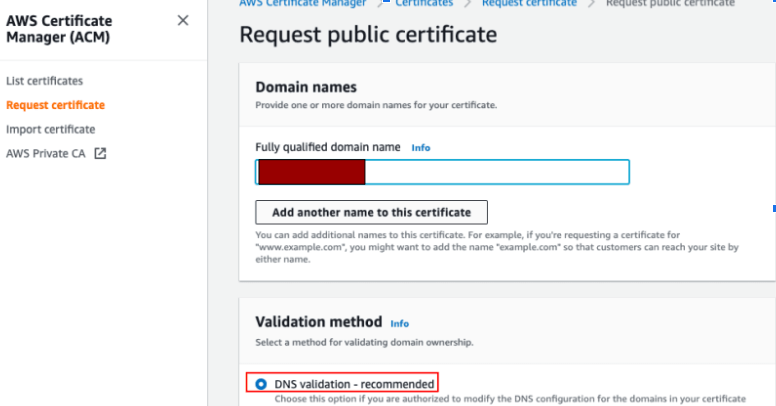 AWS Certificate Manager > Certificates > Request certificate > Request public certificate
AWS Certificate
Manager (ACM)
List certificates
Request certificate
Import certificate
AWS Private CA
Request public certificate
Domain names
Provide one or more domain names for your certificate.
Fully qualified domain name Info
Add another name to this certificate
You can add additional names to this certificate. For example, if you're requesting a certificate for
"www.example.com", you might want to add the name "example.com" so that customers can reach your site by
either name.
Validation method Info
Select a method for validating domain ownership.
DNS validation - recommended
Choose this option if you are authorized to modify the DNS configuration for the domains in your certificate